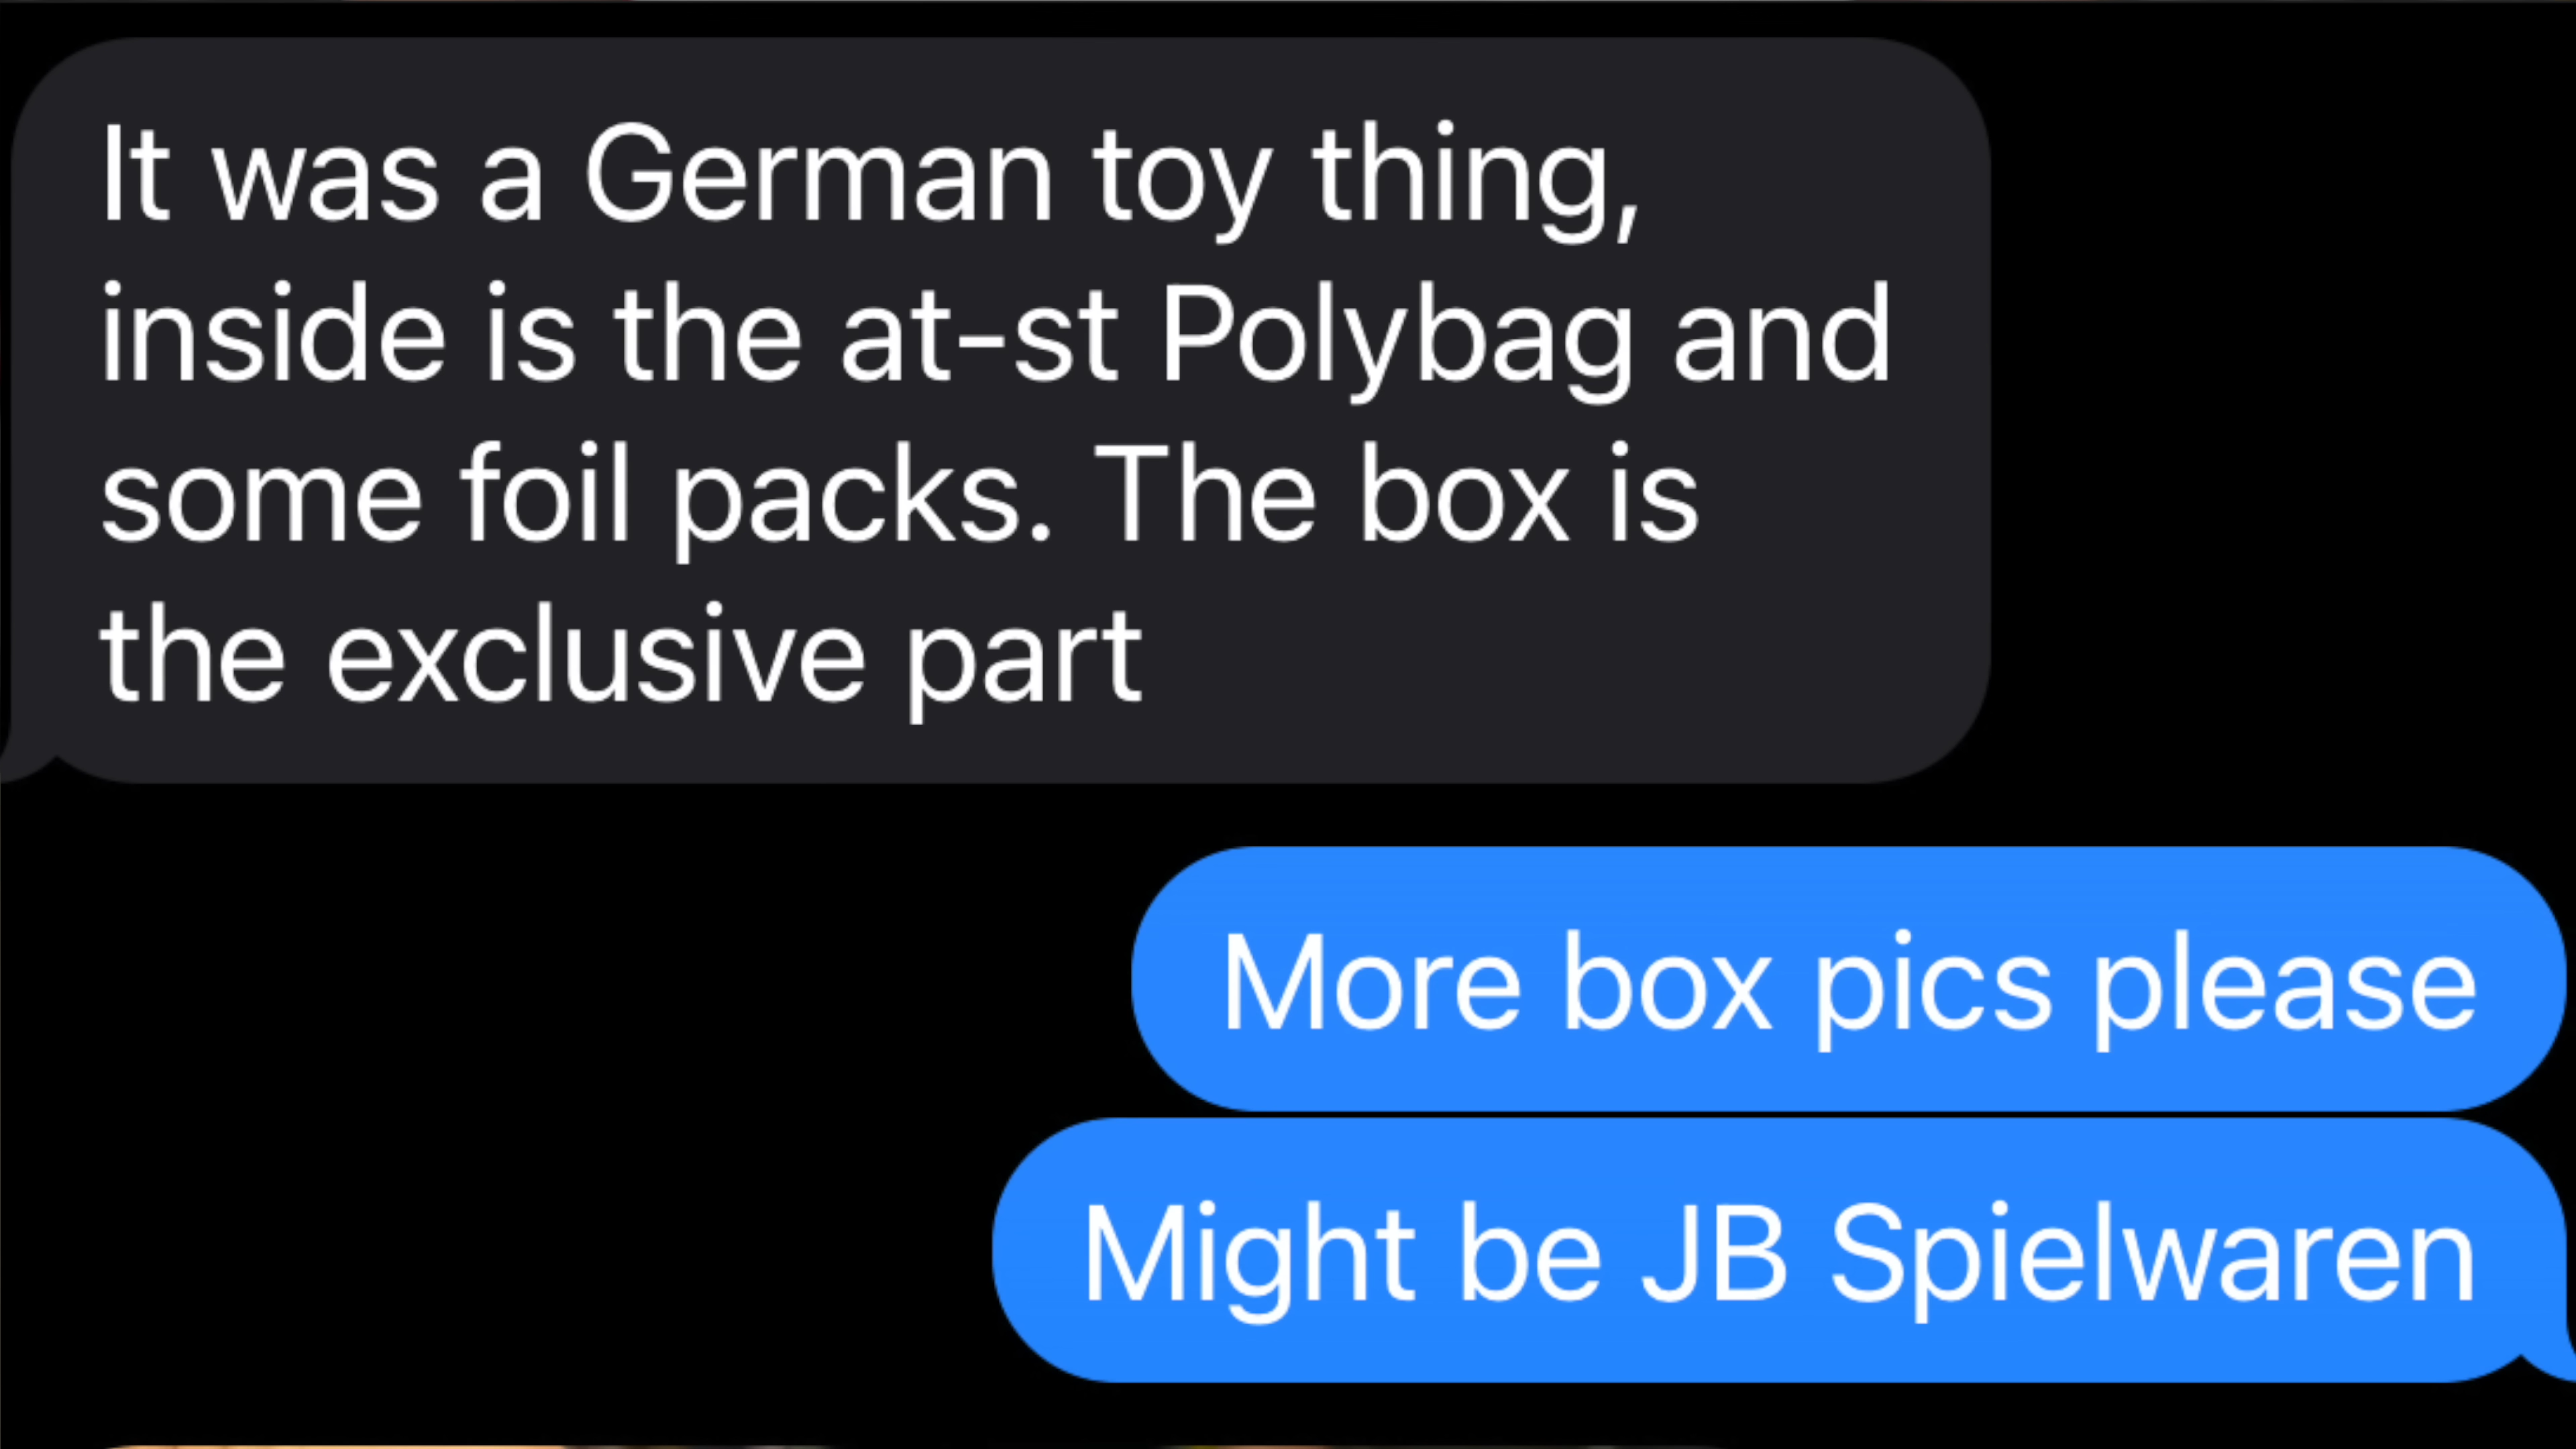 It was a German toy thing,
inside is the at-st Polybag and
some foil packs. The box is
the exclusive part
More box pics please
Might be JB Spielwaren